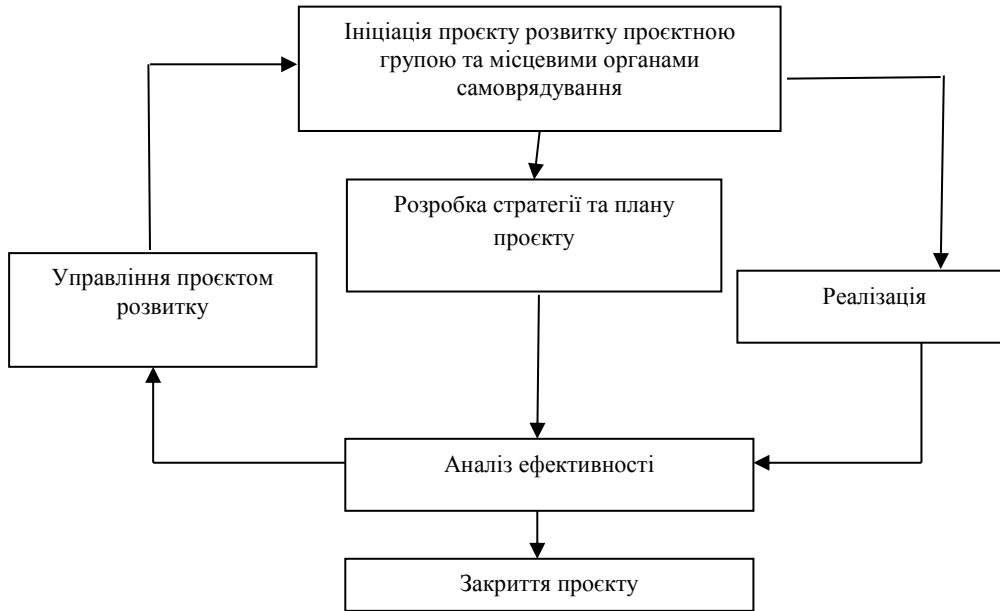 Ініціація проєкту розвитку проєктною
групою та місцевими органами
самоврядування
Розробка стратегії та плану
проєкту
Управління проєктом
розвитку
Реалізація
Аналіз ефективності
Закриття проєкту